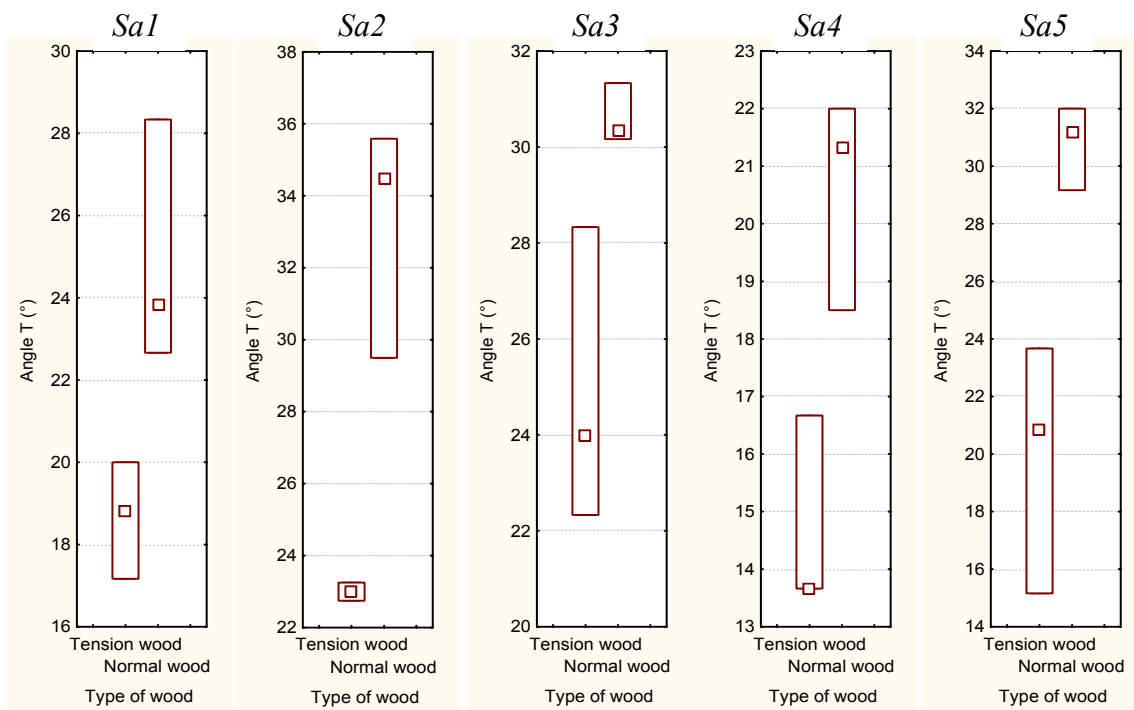 Sa1
30
28
26
24
22
20
18
16
Angle T (°)
Tension wood
Normal wood
Type of wood
Sa2
38
36
34
32
30
28
26
24
22
Angle T (°)
Tension wood
Normal wood
Type of wood
Sa3
32
30
28
26
24
22
20
Angle T (°)
Tension wood
Normal wood
Type of wood
Sa4
23
22
21
20
19
18
17
16
15
14
13
Angle T (°)
Tension wood
Normal wood
Type of wood
Sa5
34
32
30
28
26
24
22
20
18
16
14
Angle T (°)
Tension wood
Normal wood
Type of wood